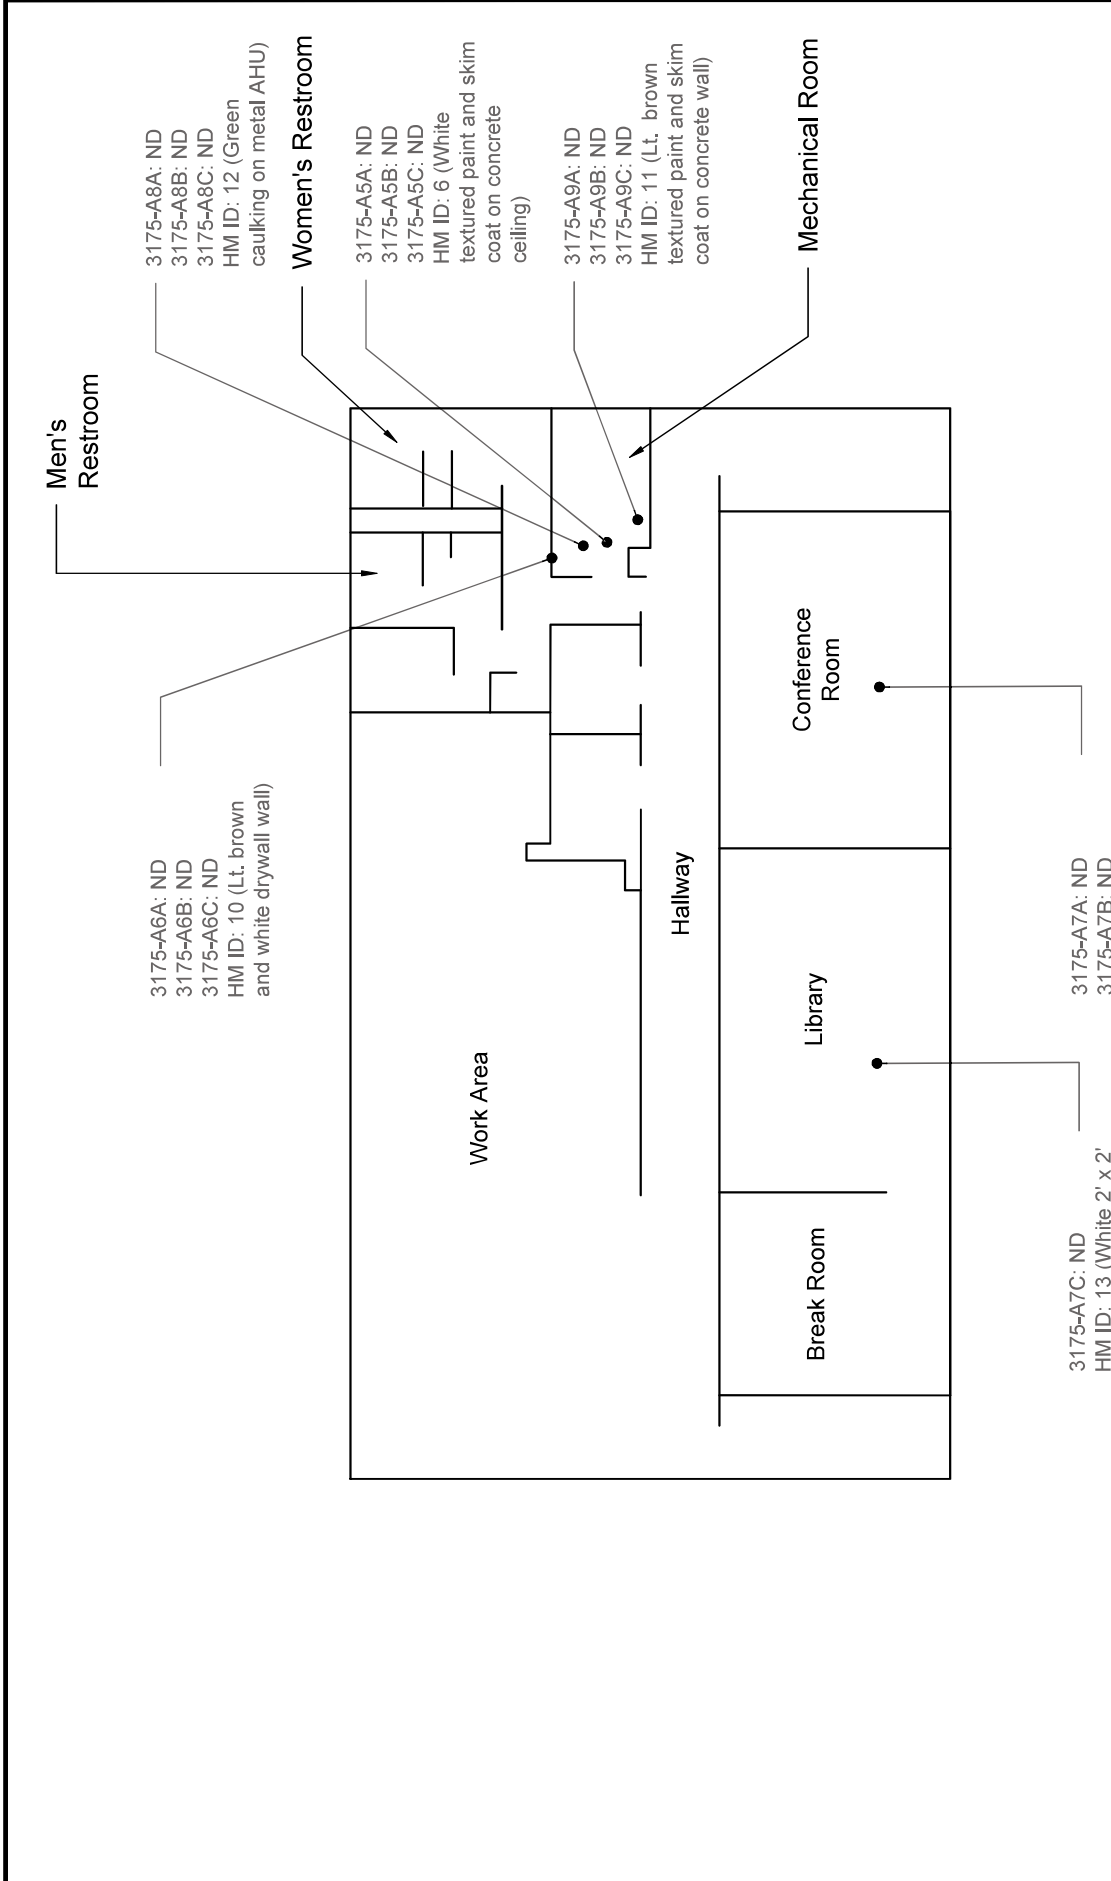 Men's
Restroom
3175-A8A: ND
3175-A8B: ND
3175-A8C: ND
HM ID: 12 (Green
caulking on metal AHU)
Women's Restroom
3175-A5A: ND
3175-A5B: ND
3175-A5C: ND
HM ID: 6 (White
textured paint and skim
coat on concrete
ceiling)
3175-A9A: ND
3175-A9B: ND
3175-A9C: ND
HM ID: 11 (Lt. brown
textured paint and skim
coat on concrete wall)
Mechanical Room
3175-A6A: ND
3175-A6B: ND
3175-A6C: ND
HM ID: 10 (Lt. brown
and white drywall wall)
Work Area
Hallway
Conference
Room
Library
Break Room
3175-A7A: ND
3175-A7B: ND
3175-A7C: ND
HM ID: 13 (White 2' x 2'